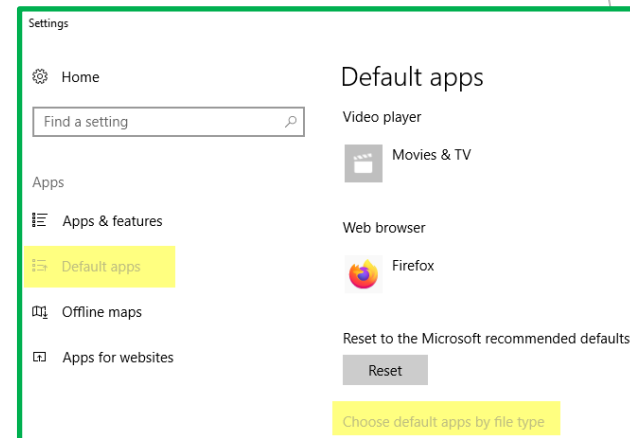 Settings
Home
Find a setting
Apps
Apps & features
Default apps
Offline maps
Apps for websites
Default apps
Video player
Movies & TV
Web browser
Firefox
Reset to the Microsoft recommended defaults
Reset
Choose default apps by file type